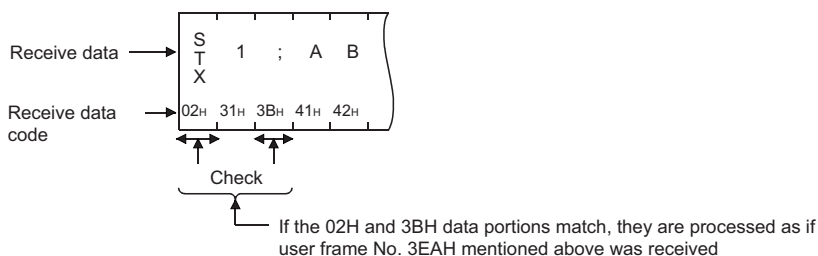 Receive data
S
T
X
1 ; A B
Receive data
code
02H 31H 3BH 41H 42H
Check
If the 02H and 3BH data portions match, they are processed as if
user frame No. 3EAH mentioned above was received